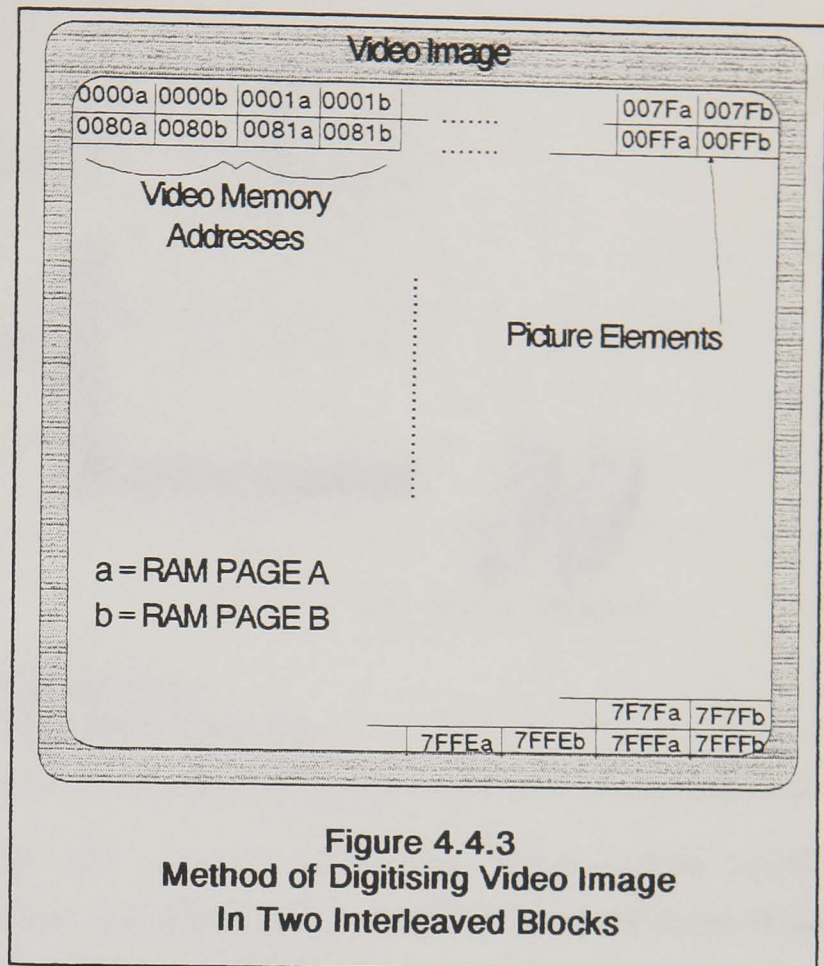 Video Image
0000a 0000b 0001a 0001b ....... 007Fa 007Fb
0080a 0080b 0081a 0081b ....... 00FFa 00FFb
Video Memory
Addresses
Picture Elements
a = RAM PAGE A
b = RAM PAGE B
7F7Fa 7F7Fb
7FFEa 7FFEb 7FFFa 7FFFb
Figure 4.4.3
Method of Digitising Video Image
In Two Interleaved Blocks